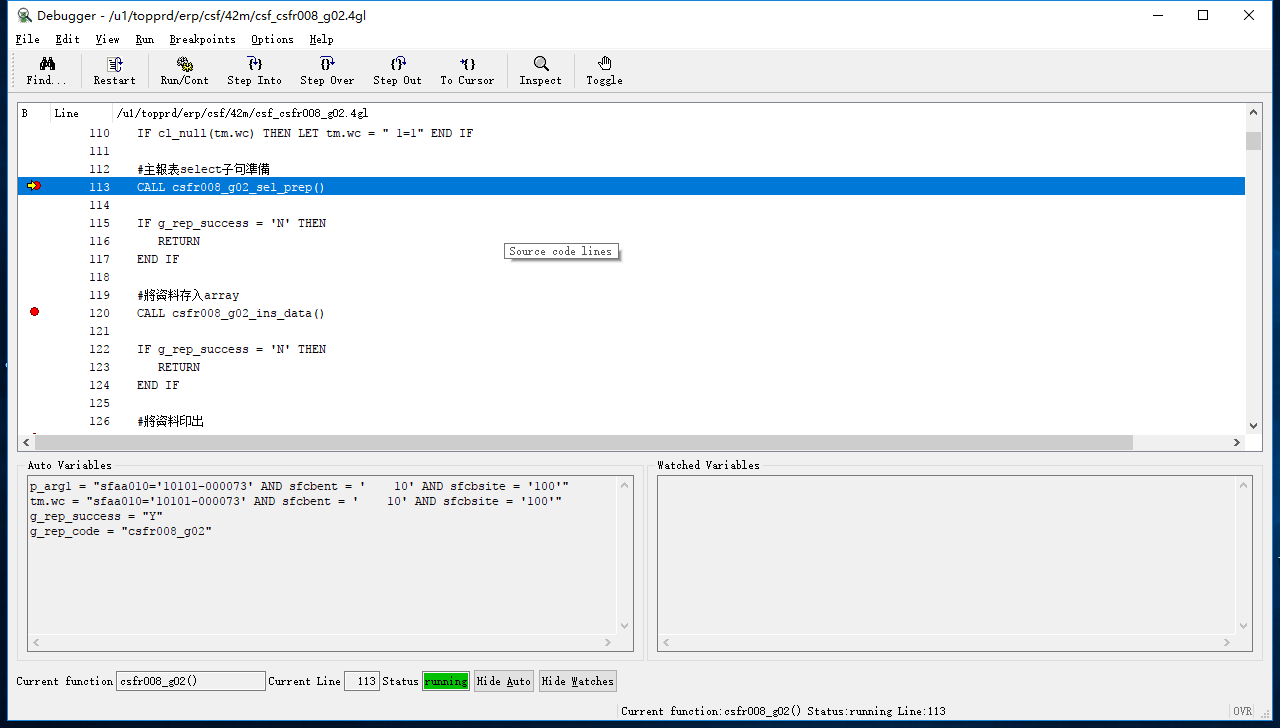 Debugger - /u1/topprd/erp/csf/42m/csf_csfr008_g02.4gl
File Edit View Run Breakpoints Options Help
Find... Restart Run/Cont Step Into Step Over Step Out To Cursor Inspect Toggle
B Line /u1/topprd/erp/csf/42m/csf_csfr008_g02.4gl
110 IF cl_null(tm.wc) THEN LET tm.wc = " 1=1" END IF
111
112 #主報表select子句準備
113 CALL csfr008_g02_sel_prep()
114
115 IF g_rep_success = 'N' THEN
116 RETURN
117 END IF
Source code lines
118
119 #將資料存入array
120 CALL csfr008_g02_ins_data()
121
122 IF g_rep_success = 'N' THEN
123 RETURN
124 END IF
125
126 #將資料印出
Auto Variables
p_arg1 = "sfaa010='10101-000073' AND sfcbent = '    10' AND sfcbsite = '100'"
tm.wc = "sfaa010='10101-000073' AND sfcbent = '    10' AND sfcbsite = '100'"
g_rep_success = "Y"
g_rep_code = "csfr008_g02"
Watched Variables
Current function csfr008_g02() Current Line 113 Status running Hide Auto Hide Watches
Current function:csfr008_g02() Status:running Line:113 OVR